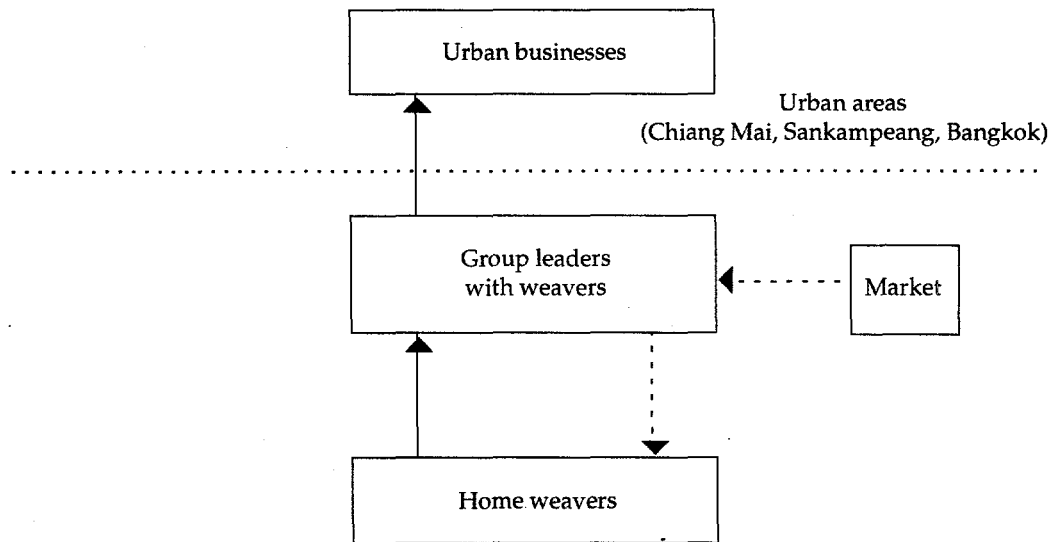 Urban businesses
Urban areas
(Chiang Mai, Sankampeang, Bangkok)
Group leaders
with weavers
Market
Home weavers